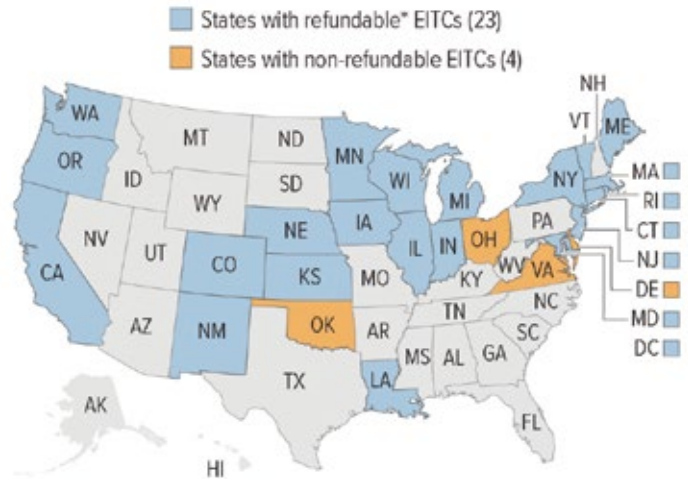 States with refundable* EITCs (23)
States with non-refundable EITCs (4)
NH
WA
VT
ME
MT
ND
MN
OR
MA
ID
SD
WI
NY
RI
WY
MI
CT
IA
PA
NE
NJ
NV
OH
IL
IN
UT
DE
CO
WV
VA
CA
KS
MO
KY
MD
NC
TN
OK
DC
AZ
NM
AR
SC
MS
AL
GA
TX
LA
AK
FL
HI